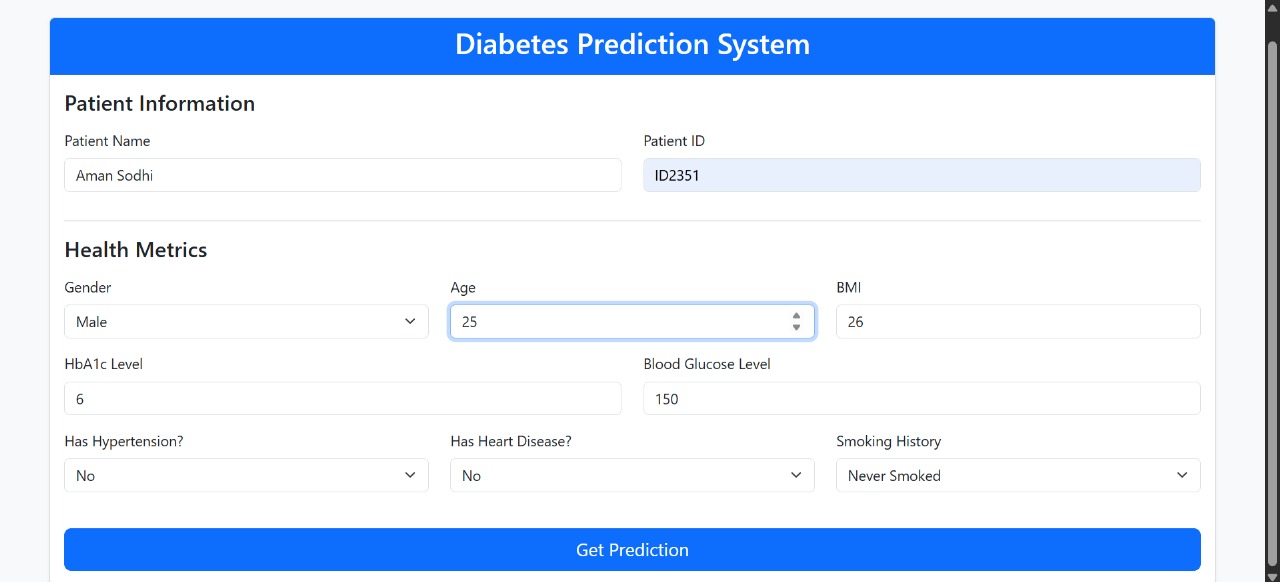 Diabetes Prediction System
Patient Information
Patient Name Patient ID
Aman Sodhi ID2351
Health Metrics
Gender Age BMI
Male 25 26
HbA1c Level Blood Glucose Level
6 150
Has Hypertension? Has Heart Disease? Smoking History
No No Never Smoked
Get Prediction